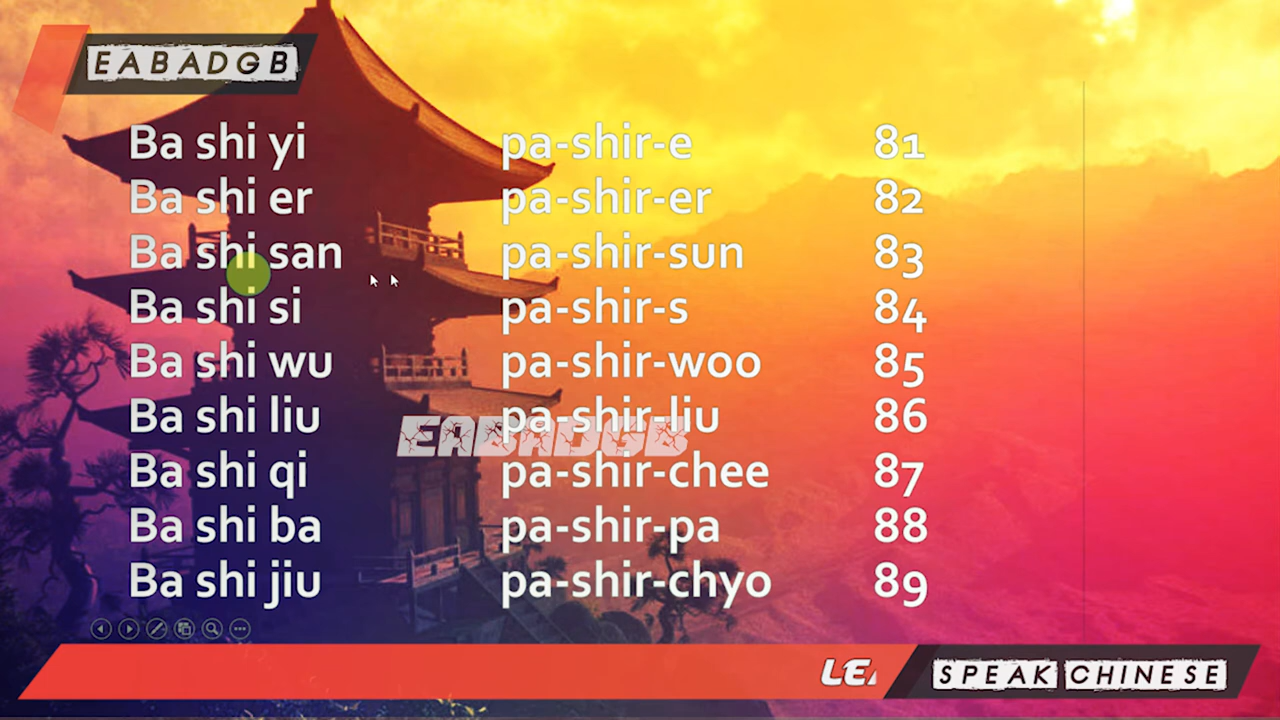 EABADGB
Ba shi yi pa-shir-e 81
Ba shi er pa-shir-er 82
Ba shi san pa-shir-sun 83
Ba shi si pa-shir-s 84
Ba shi wu pa-shir-woo 85
Ba shi liu pa-shir-liu 86
EABADGB
Ba shi qi pa-shir-chee 87
Ba shi ba pa-shir-pa 88
Ba shi jiu pa-shir-chyo 89
SPEAK CHINESE